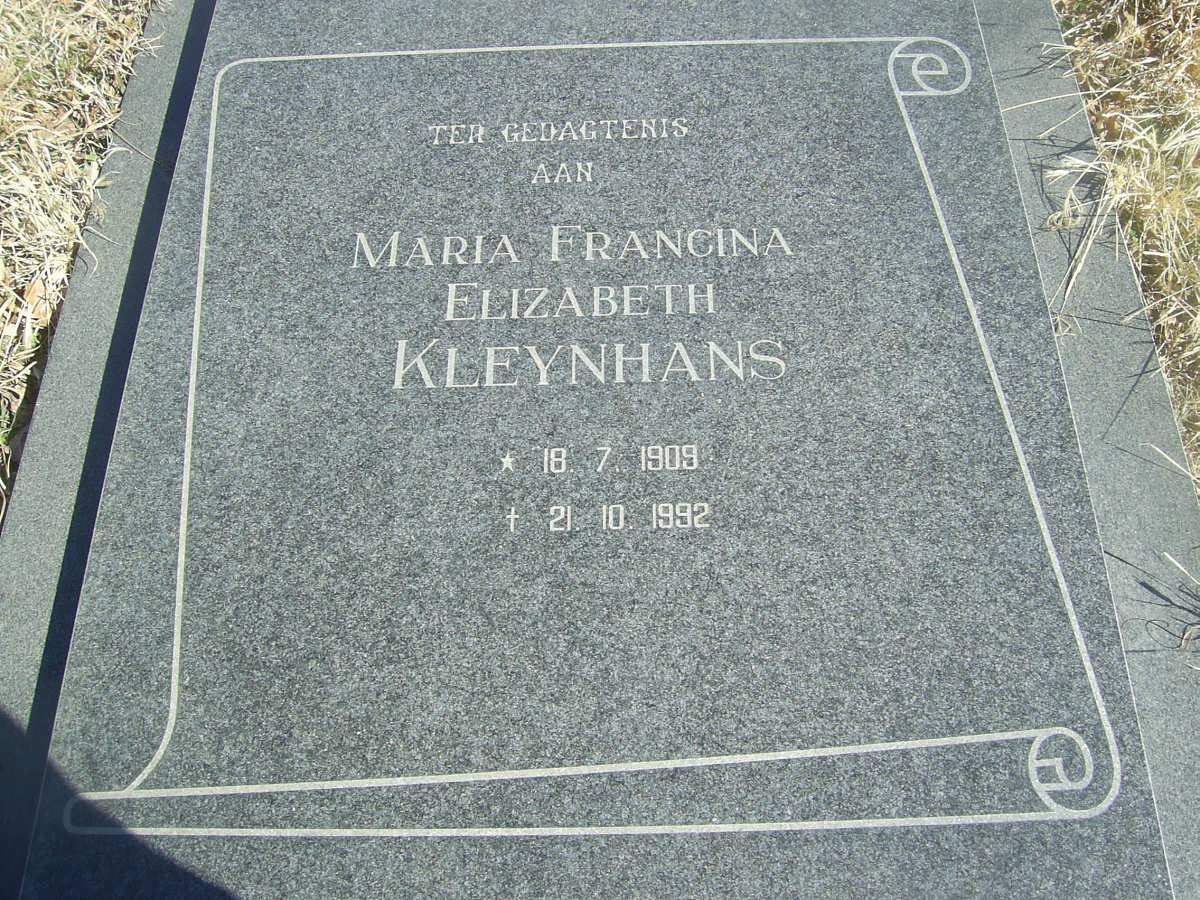 TER GEDAGTENIS
AAN
MARIA FRANCINA
ELIZABETH
KLEYNHANS
★ 18. 7. 1909
✝ 21. 10. 1992